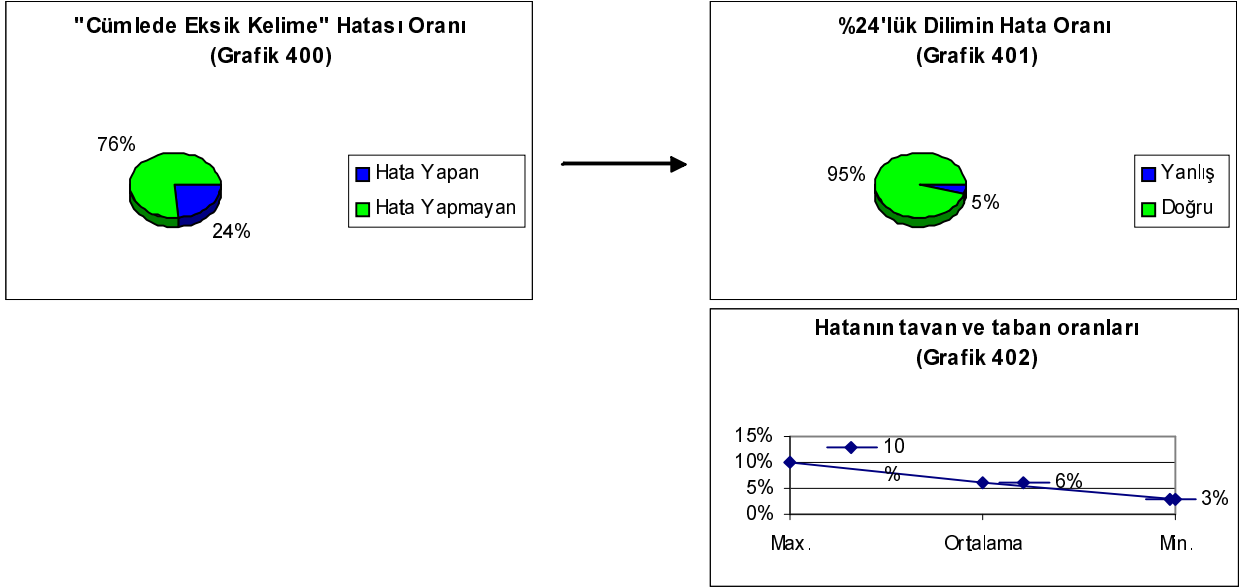 "Cümlede Eksik Kelime" Hatası Oranı
(Grafik 400)
76%
24%
Hata Yapan
Hata Yapmayan
%24'lük Dilimin Hata Oranı
(Grafik 401)
95%
5%
Yanlış
Doğru
Hatanın tavan ve taban oranları
(Grafik 402)
15%
10%
5%
0%
10
%
6%
3%
Max. Ortalama Min.